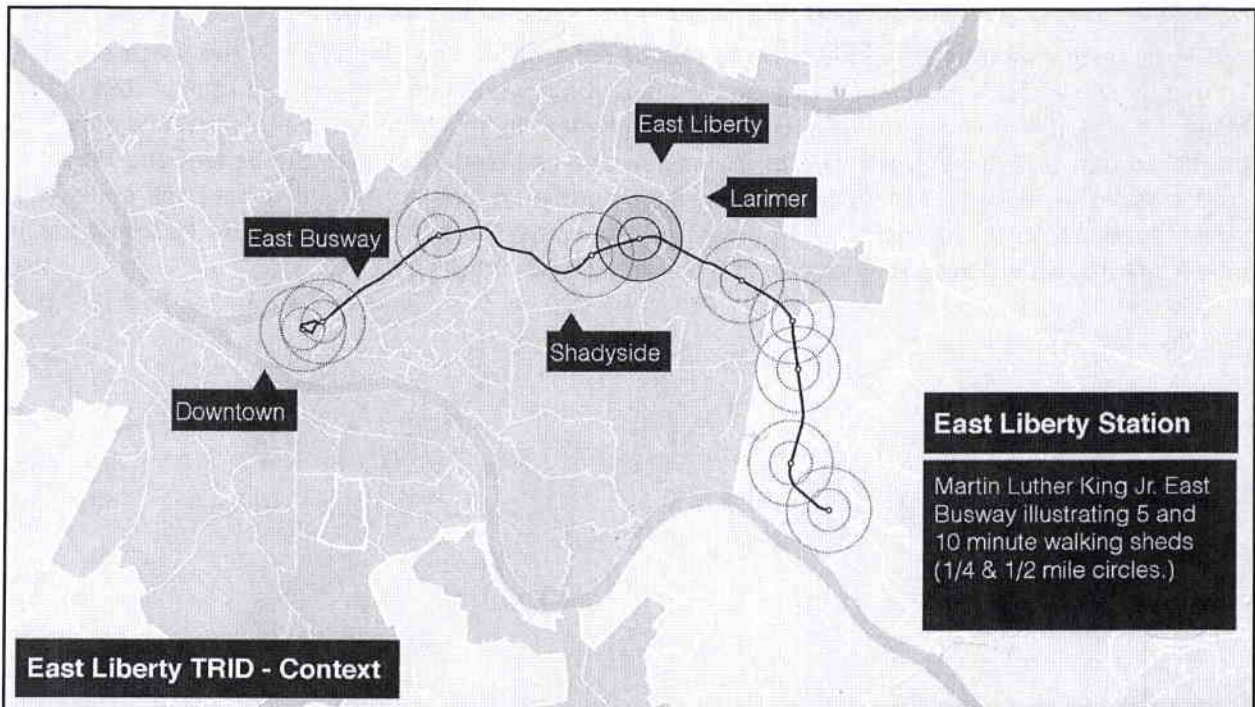 East Liberty
Larimer
East Busway
Shadyside
Downtown
East Liberty Station
Martin Luther King Jr. East
Busway illustrating 5 and
10 minute walking sheds
(1/4 & 1/2 mile circles.)
East Liberty TRID - Context